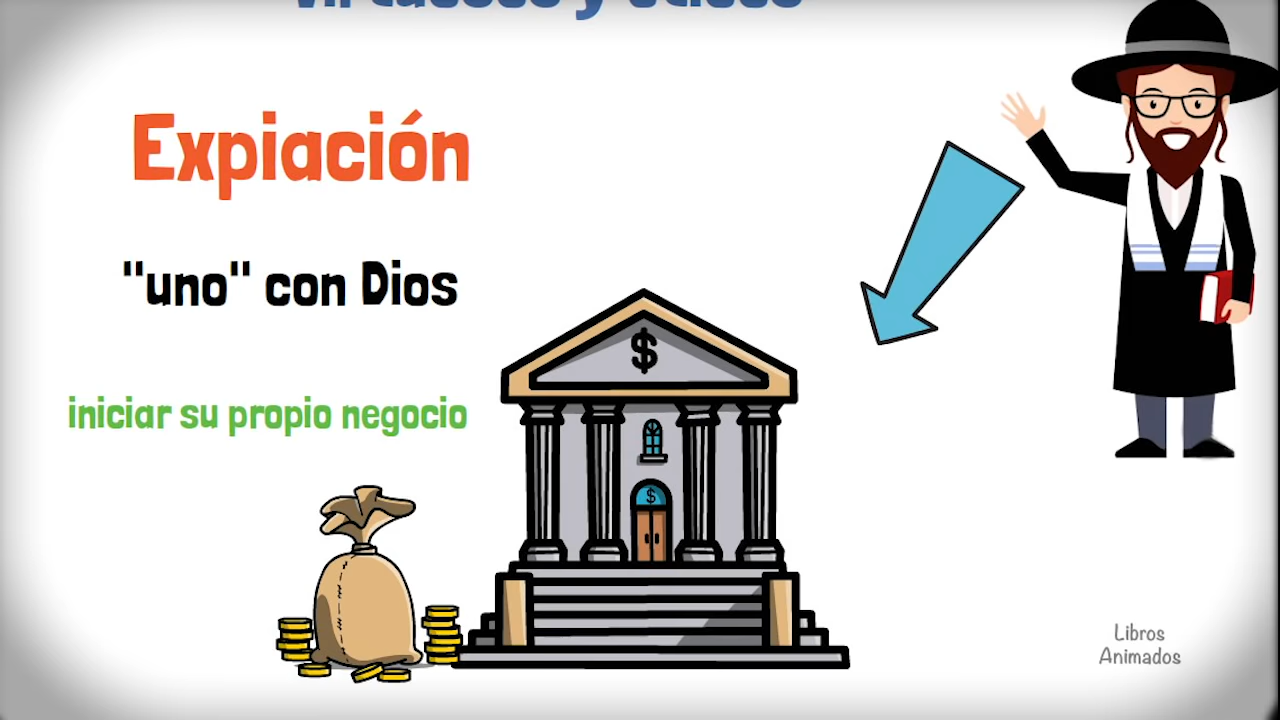 Expiación
"uno" con Dios
iniciar su propio negocio
$
$
Libros
Animados